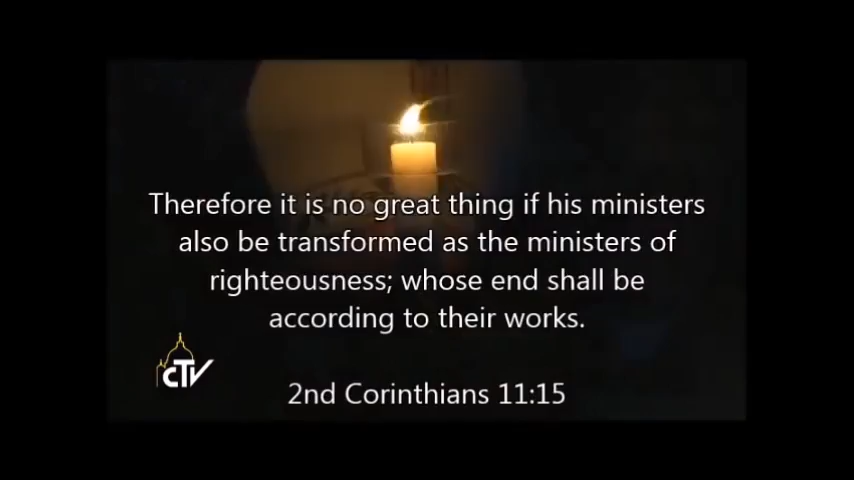 Therefore it is no great thing if his ministers
also be transformed as the ministers of
righteousness; whose end shall be
according to their works.
CTV
2nd Corinthians 11:15